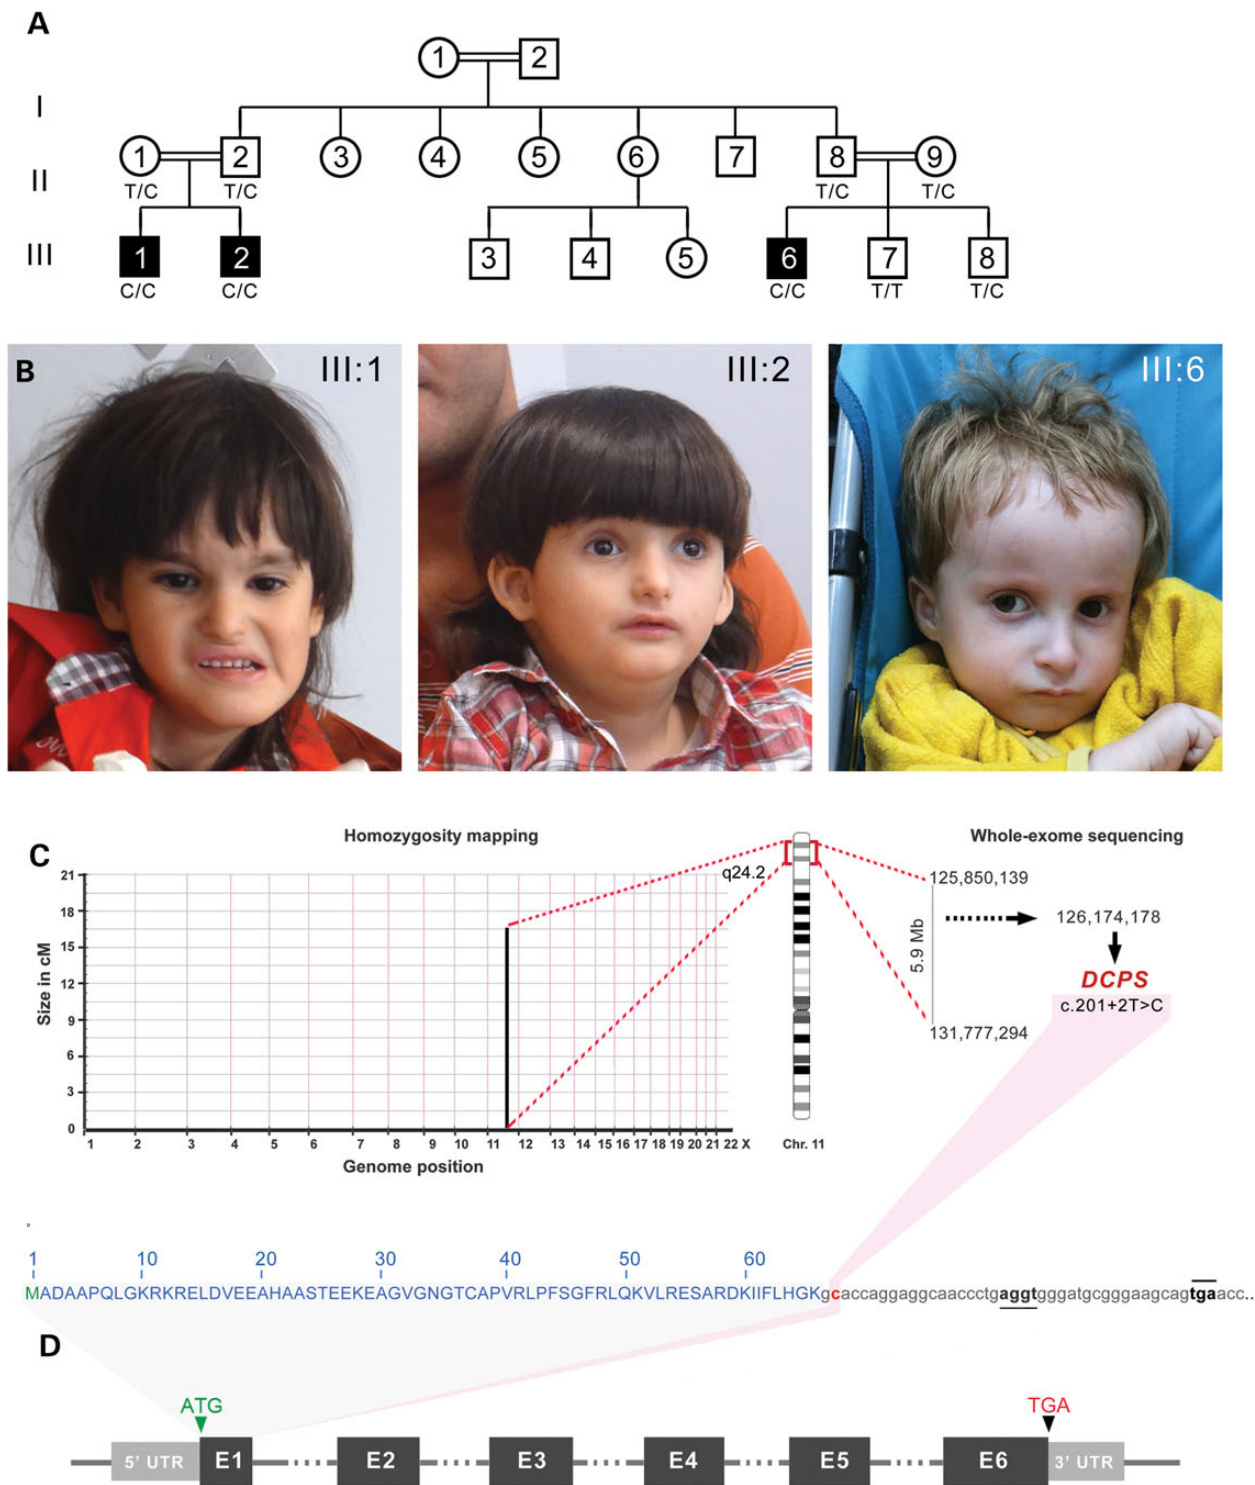 A
1 2
I
1 2 3 4 5 6 7 8 9
II
T/C T/C T/C T/C
III
1 2 3 4 5 6 7 8
C/C C/C C/C T/T T/C
B III:1 III:2 III:6
C
Homozygosity mapping
Whole-exome sequencing
21
18
15
12
9
6
3
0
Size in cM
1 2 3 4 5 6 7 8 9 10 11 12 13 14 15 16 17 18 19 20 21 22 X
Genome position
q24.2
Chr. 11
125,850,139
5.9 Mb
131,777,294
126,174,178
DCPS
c.201+2T>C
1 10 20 30 40 50 60
MADAAPQLGKRKRELDVEEAHAASTEEKEAGVGNGTCAPVRLPFSGFRLQKVLRESARDKIIFLHGKgcaccaggaggcaaccctgaggtgggatgcgggaagcagtgaacc..
D
ATG
TGA
5' UTR E1 E2 E3 E4 E5 E6 3' UTR